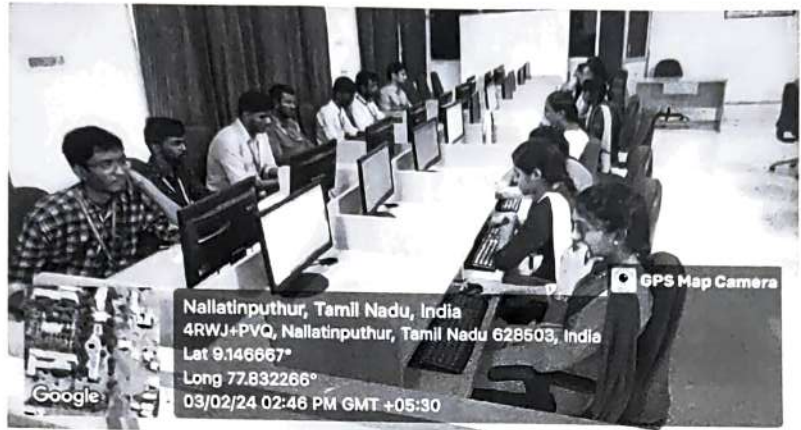 GPS Map Camera
Nallatinputhur, Tamil Nadu, India
4RWJ+PVQ, Nallatinputhur, Tamil Nadu 628503, India
Lat 9.146667°
Long 77.832266°
03/02/24 02:46 PM GMT +05:30
Google